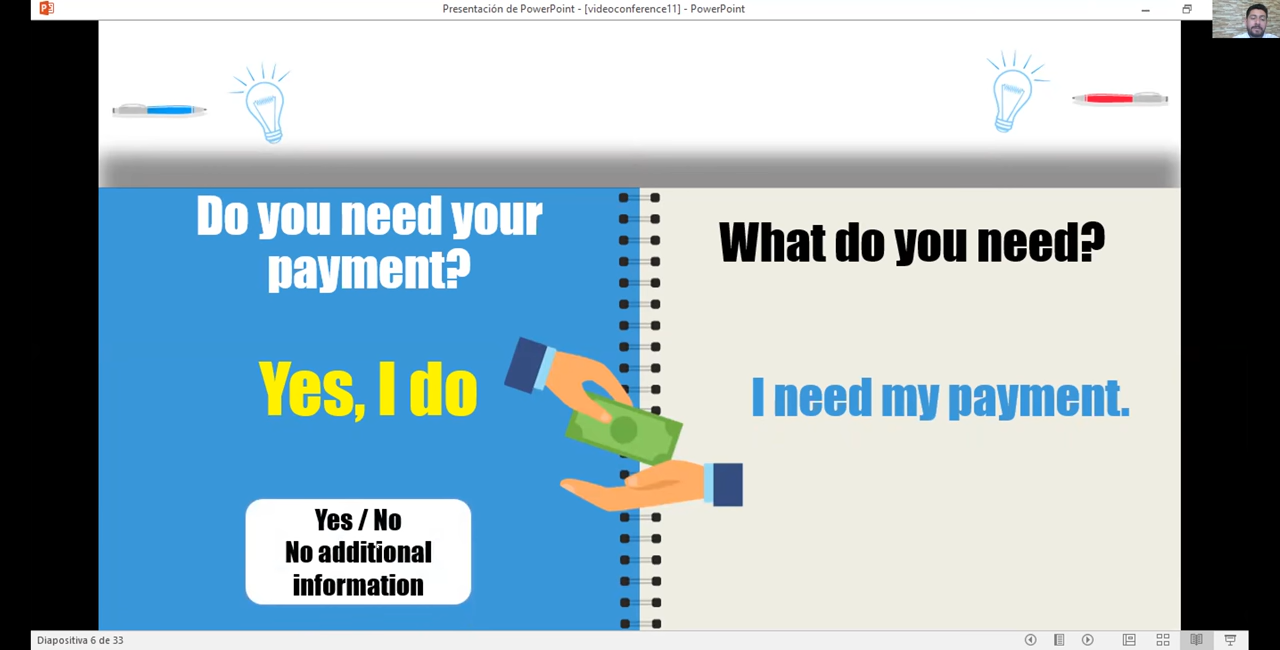 Presentación de PowerPoint - [videoconference11] - PowerPoint
Do you need your
payment?
Yes, I do
Yes / No
No additional
information
What do you need?
I need my payment.
Diapositiva 6 de 33